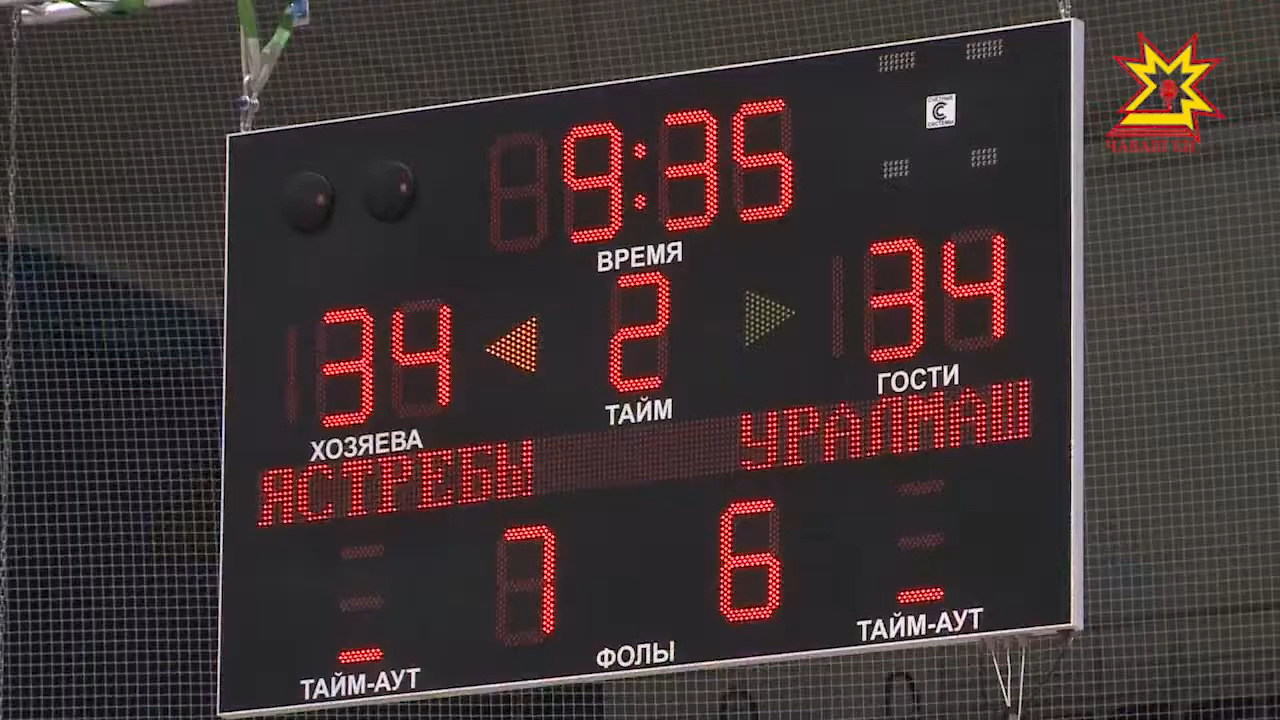 9:35
ВРЕМЯ
34 2 34
ХОЗЯЕВА ТАЙМ ГОСТИ
ЯСТРЕБЫ УРАЛМАШ
7 6
ТАЙМ-АУТ ФОЛЫ ТАЙМ-АУТ